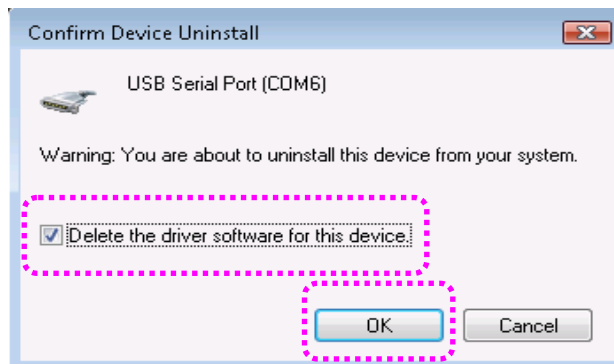 Confirm Device Uninstall
USB Serial Port (COM6)
Warning: You are about to uninstall this device from your system.
Delete the driver software for this device.
OK Cancel